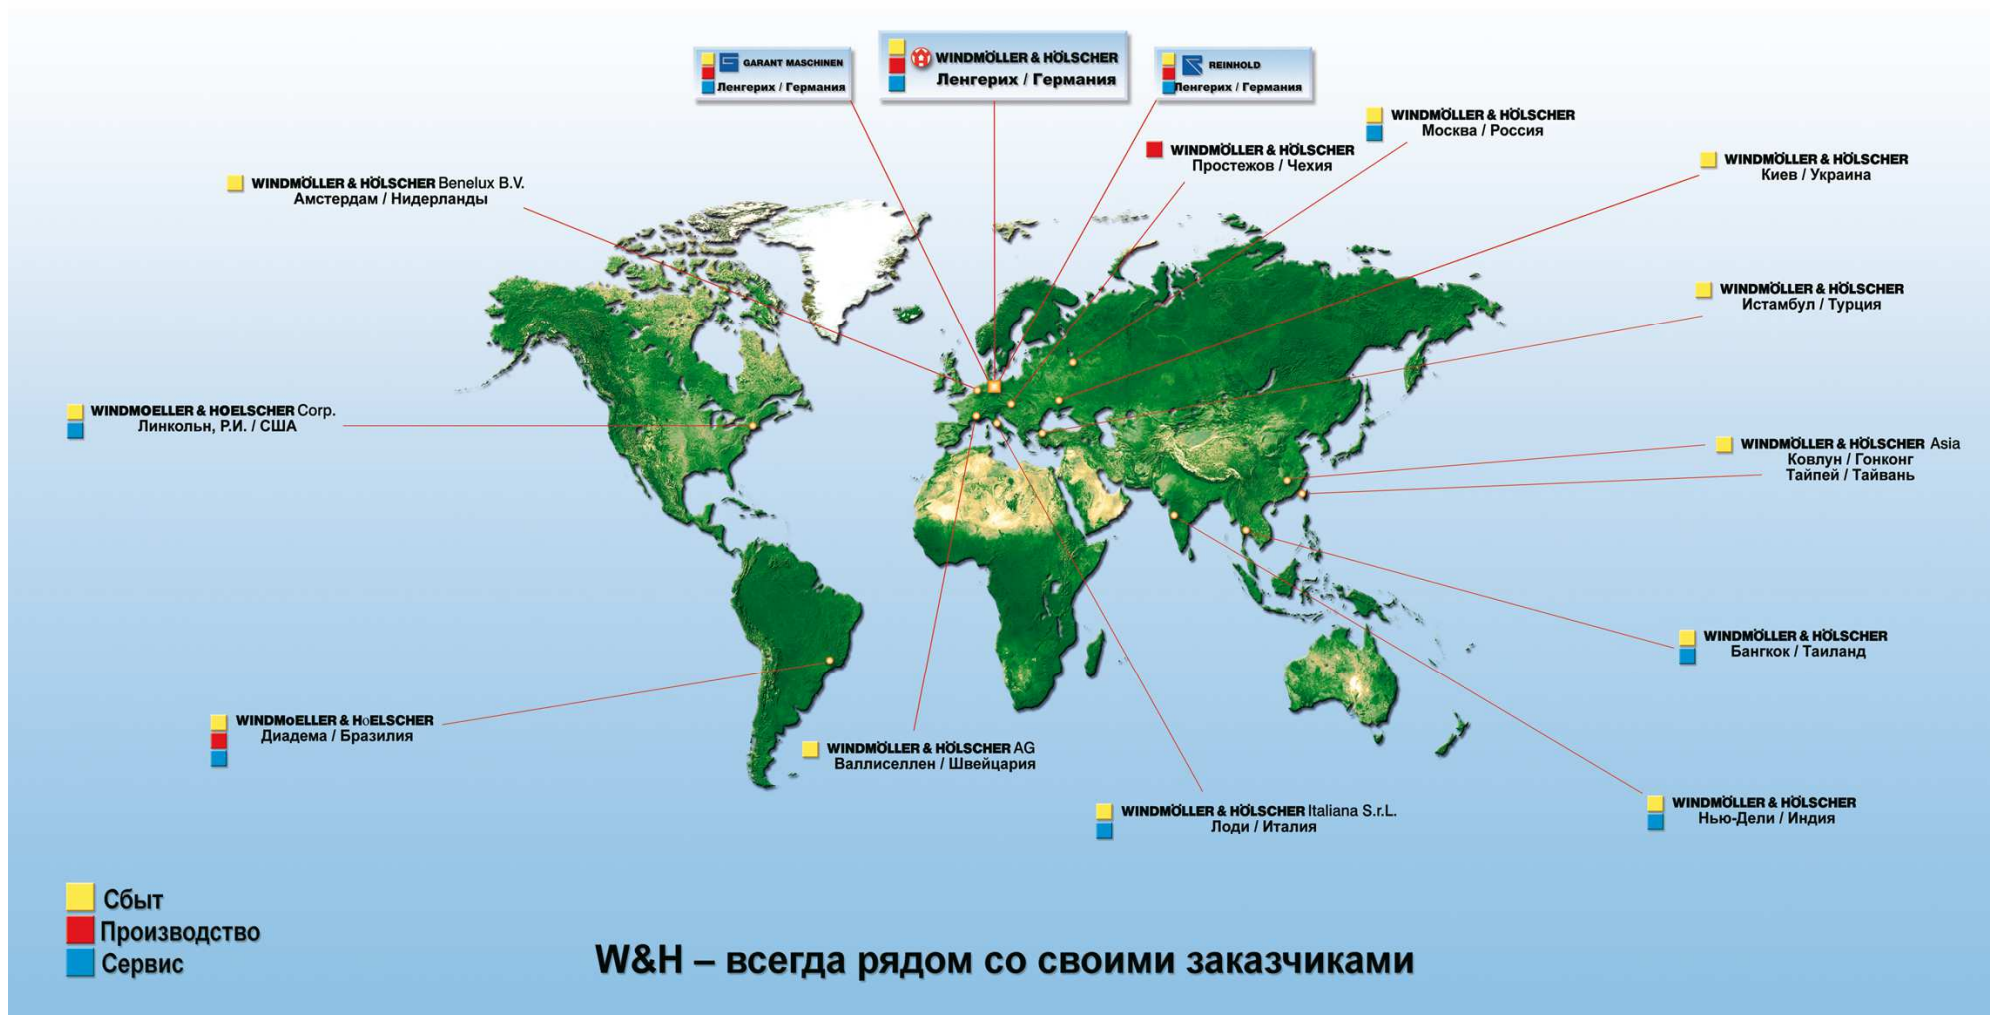 GARANT MASCHINEN
Ленгерих / Германия
WINDMÖLLER & HÖLSCHER
Ленгерих / Германия
REINHOLD
Ленгерих / Германия
WINDMÖLLER & HÖLSCHER
Москва / Россия
WINDMÖLLER & HÖLSCHER
Простежов / Чехия
WINDMÖLLER & HÖLSCHER
Киев / Украина
WINDMÖLLER & HÖLSCHER Benelux B.V.
Амстердам / Нидерланды
WINDMÖLLER & HÖLSCHER
Истамбул / Турция
WINDMOELLER & HOELSCHER Corp.
Линкольн, Р.И. / США
WINDMÖLLER & HÖLSCHER Asia
Ковлун / Гонконг
Тайпей / Тайвань
WINDMÖLLER & HÖLSCHER
Бангкок / Таиланд
WINDMoELLER & HoELSCHER
Диадема / Бразилия
WINDMÖLLER & HÖLSCHER AG
Валлиселлен / Швейцария
WINDMÖLLER & HÖLSCHER Italiana S.r.L.
Лоди / Италия
WINDMÖLLER & HÖLSCHER
Нью-Дели / Индия
Сбыт
Производство
Сервис
W&H – всегда рядом со своими заказчиками